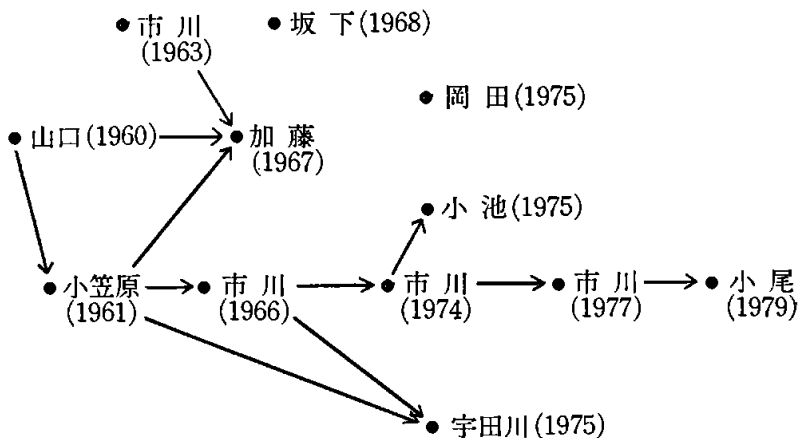 市川
(1963)
坂下(1968)
岡田(1975)
山口(1960)
加藤
(1967)
小池(1975)
小笠原
(1961)
市川
(1966)
市川
(1974)
市川
(1977)
小尾
(1979)
宇田川(1975)